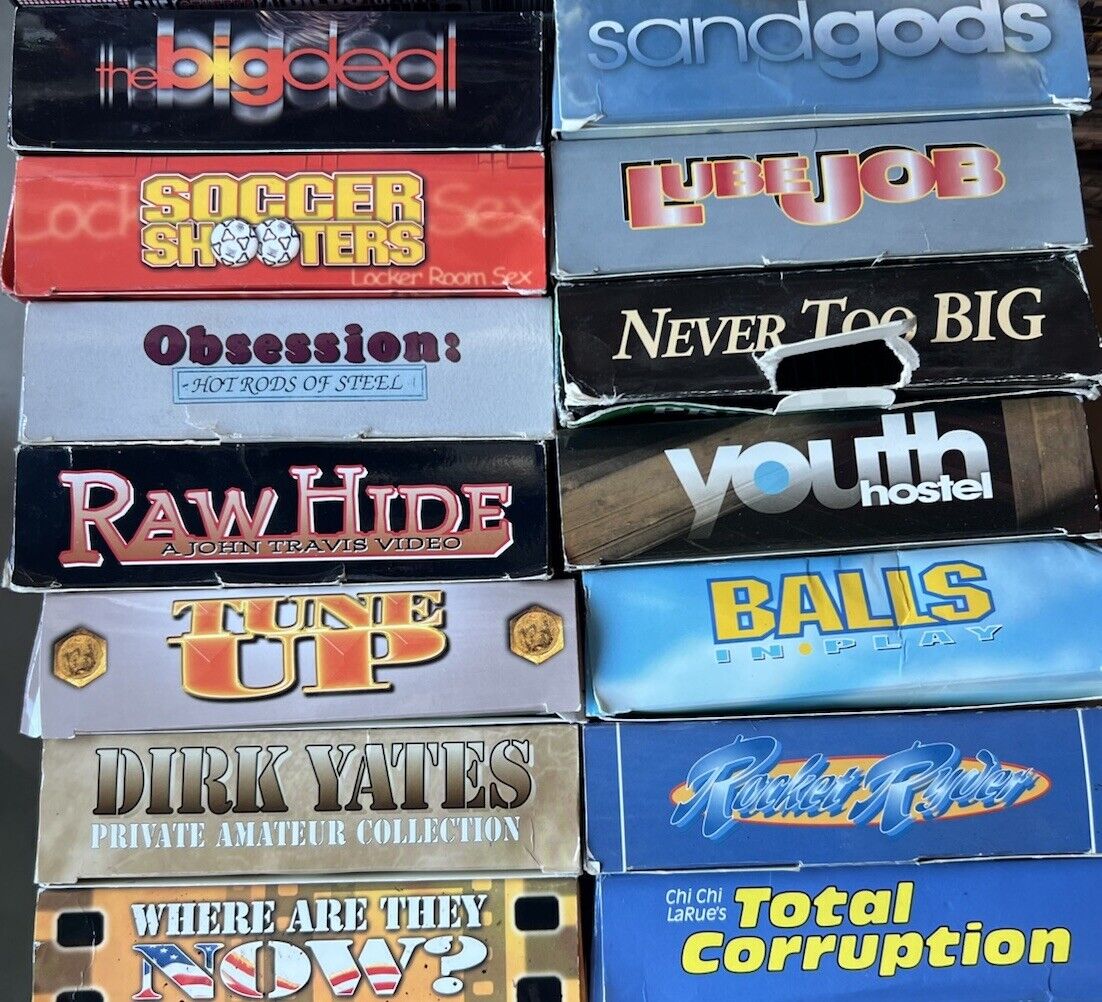 the big deal
SOCCER
SHOOTERS
Locker Room Sex
Obsession:
-HOT RODS OF STEEL
RAW HIDE
A JOHN TRAVIS VIDEO
TUNE
UP
DIRK YATES
PRIVATE AMATEUR COLLECTION
WHERE ARE THEY
NOW?
sandgods
LUBE JOB
NEVER TOO BIG
youth
hostel
BALLS
IN•PLAY
Rocket Ryder
Chi Chi
LaRue's
Total
Corruption